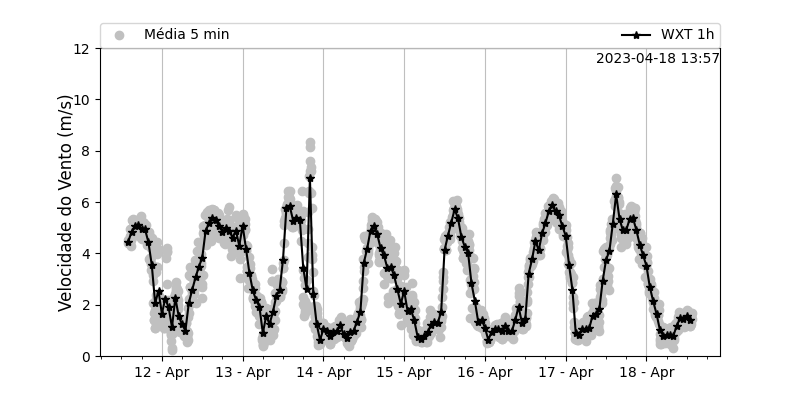 Média 5 min
WXT 1h
2023-04-18 13:57
Velocidade do Vento (m/s)
12
10
8
6
4
2
0
12 - Apr
13 - Apr
14 - Apr
15 - Apr
16 - Apr
17 - Apr
18 - Apr